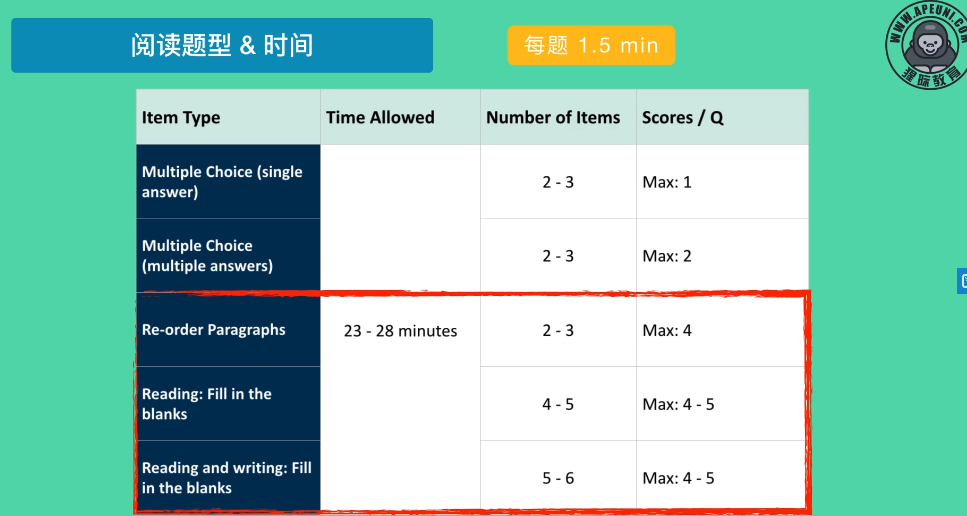 阅读题型 & 时间
每题 1.5 min
WWW.APEUNI.COM
猩际教育
Item Type
Time Allowed
Number of Items
Scores / Q
Multiple Choice (single
answer)
2 - 3
Max: 1
Multiple Choice
(multiple answers)
2 - 3
Max: 2
Re-order Paragraphs
23 - 28 minutes
2 - 3
Max: 4
Reading: Fill in the
blanks
4 - 5
Max: 4 - 5
Reading and writing: Fill
in the blanks
5 - 6
Max: 4 - 5